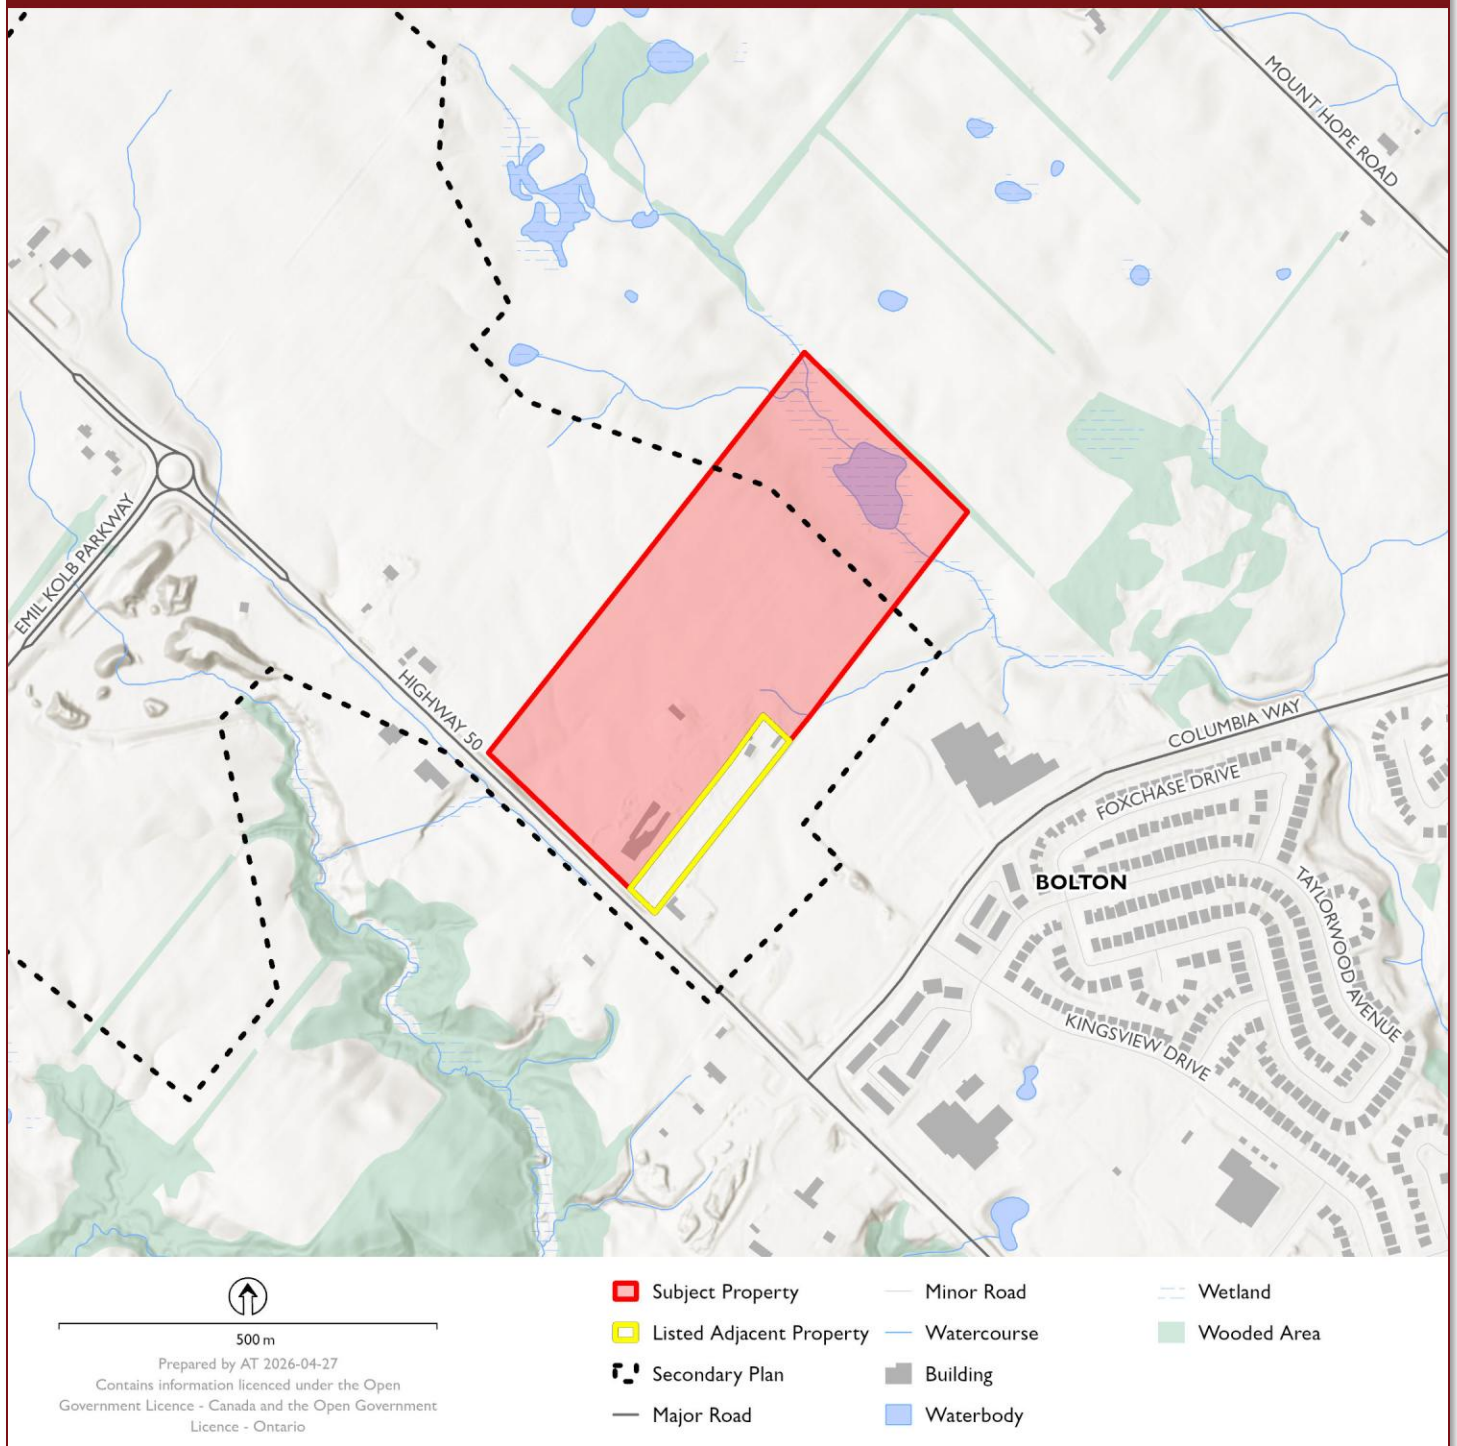 MOUNT HOPE ROAD
EMIL KOLB PARKWAY
HIGHWAY 50
COLUMBIA WAY
FOXCHASE DRIVE
BOLTON
TAYLORWOOD AVENUE
KINGSVIEW DRIVE
500 m
Prepared by AT 2026-04-27
Contains information licenced under the Open
Government Licence - Canada and the Open Government
Licence - Ontario
Subject Property
Listed Adjacent Property
Secondary Plan
Major Road
Minor Road
Watercourse
Building
Waterbody
Wetland
Wooded Area